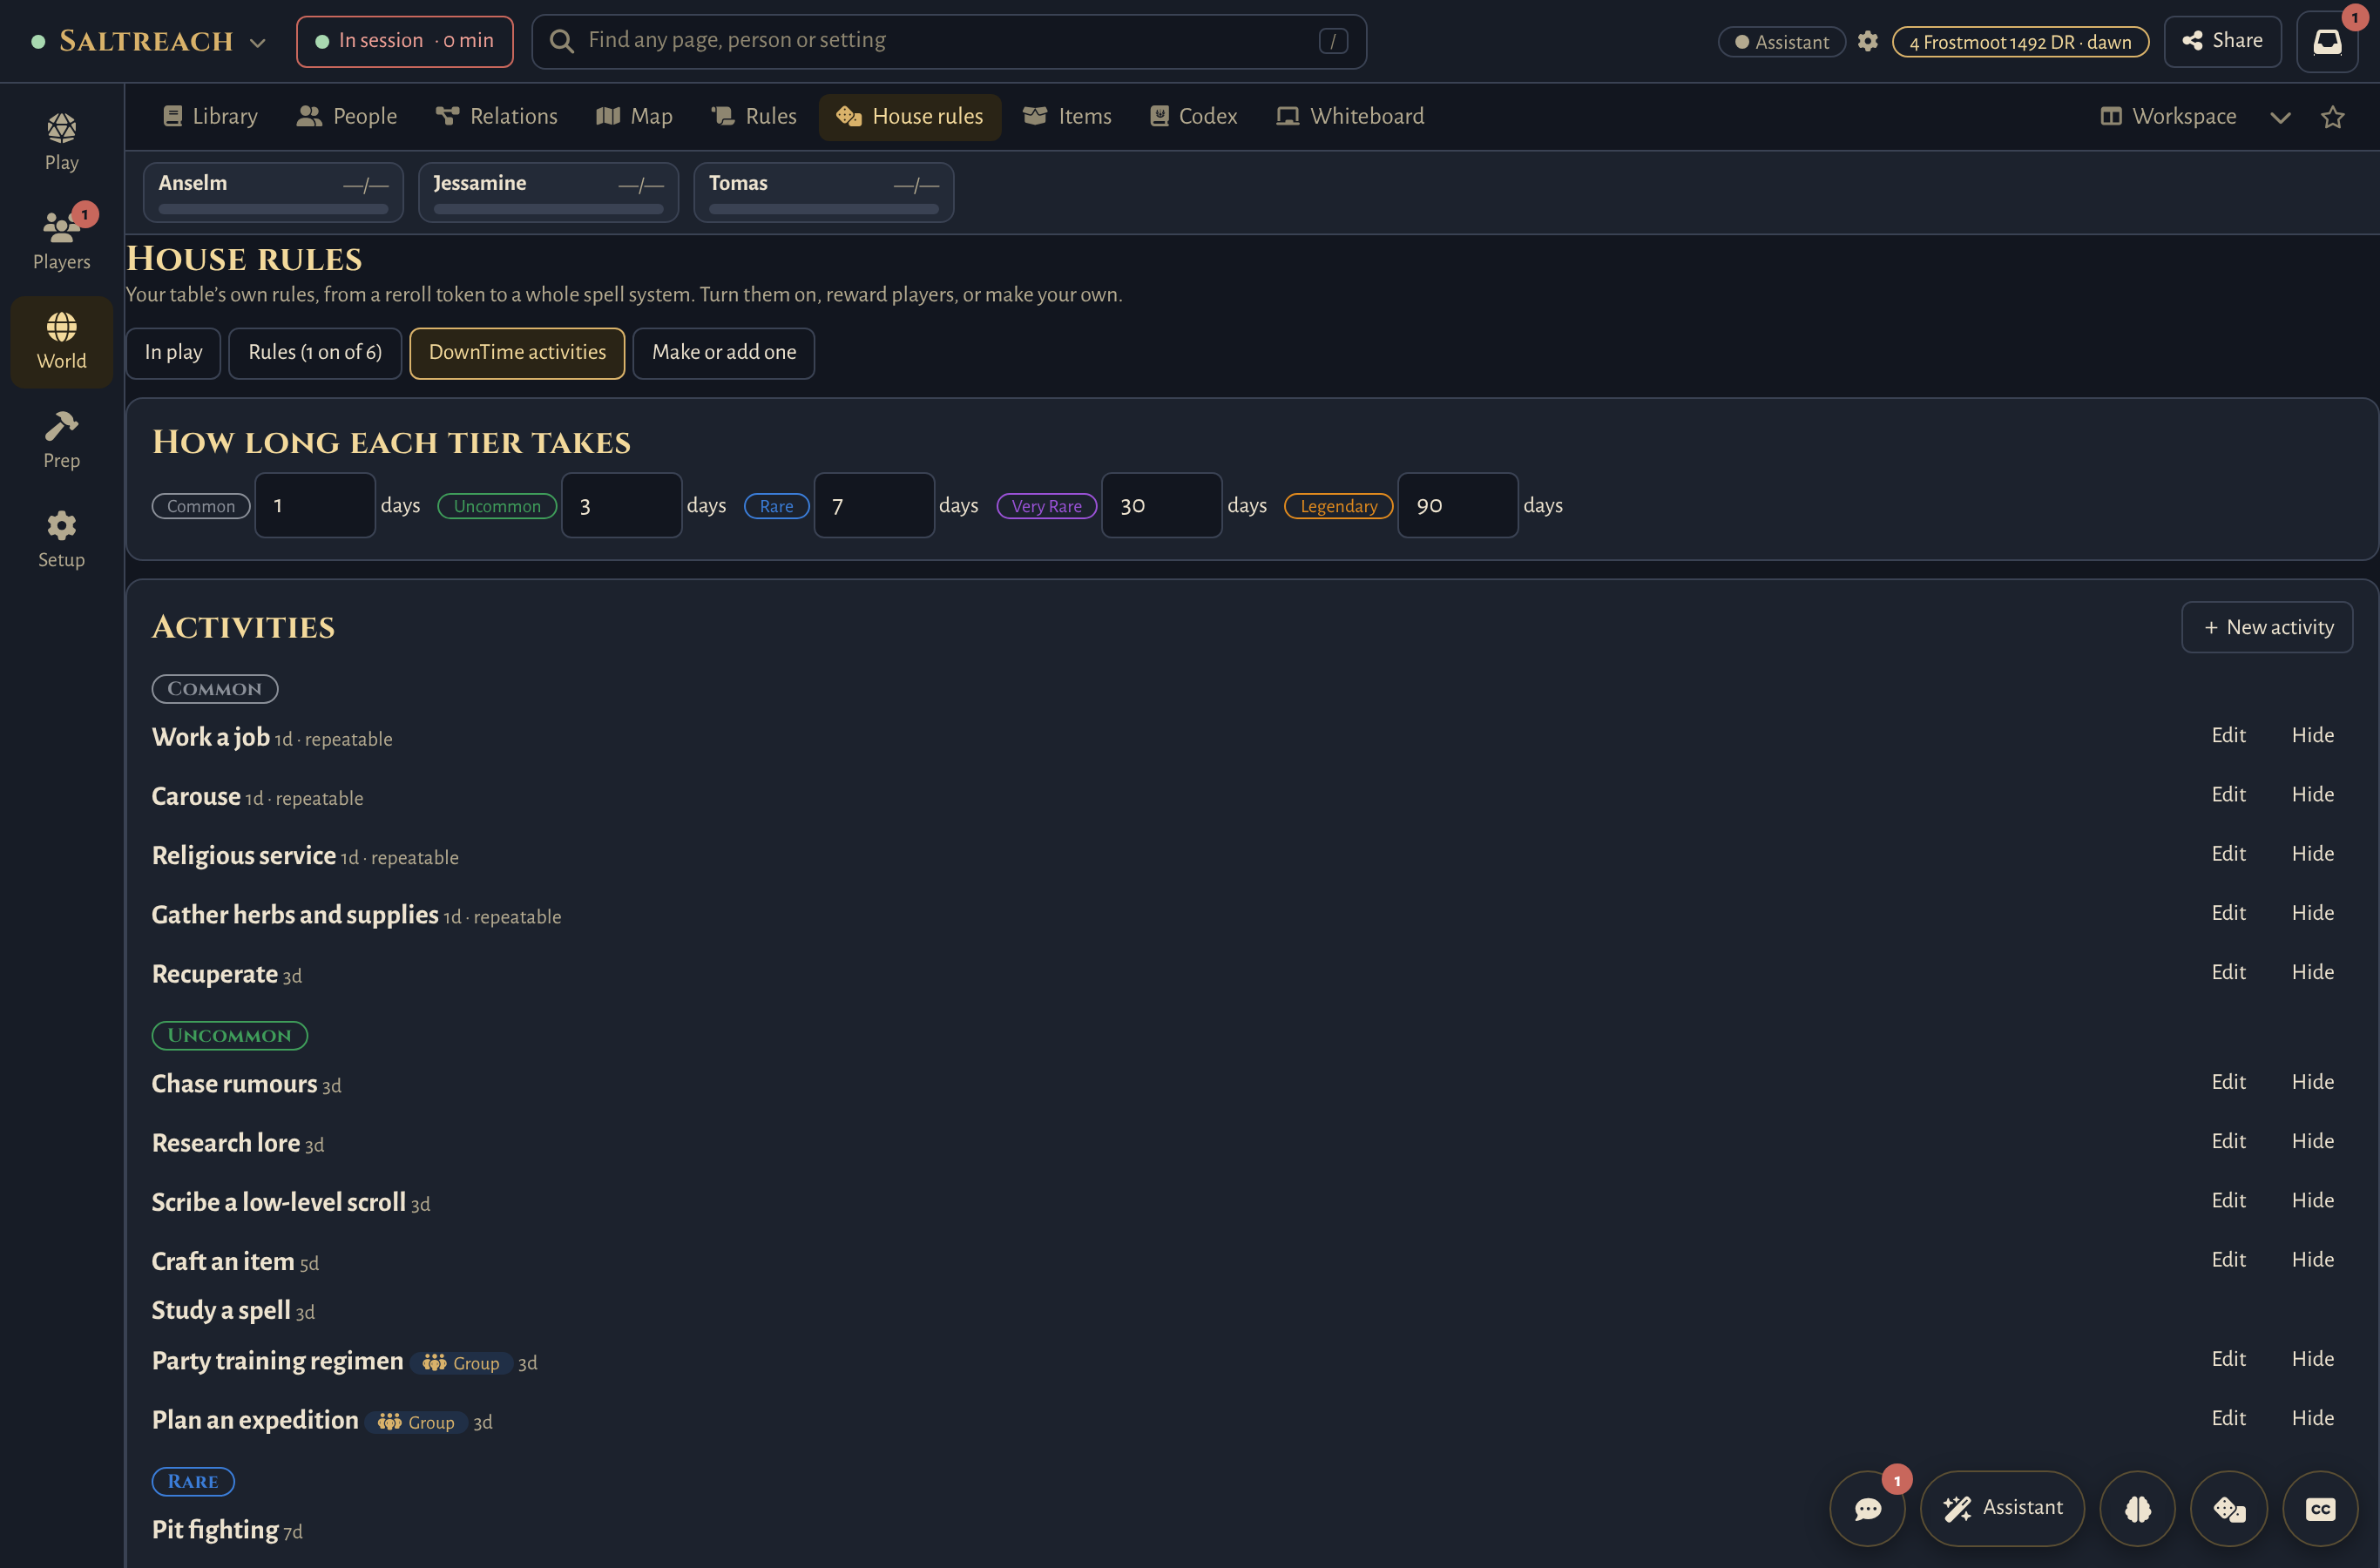 SALTREACH
In session · 0 min
Find any page, person or setting
/
Assistant
4 Frostmoot 1492 DR · dawn
Share
1
Play
1
Players
World
Prep
Setup
Library
People
Relations
Map
Rules
House rules
Items
Codex
Whiteboard
Workspace
Anselm —/—
Jessamine —/—
Tomas —/—
HOUSE RULES
Your table’s own rules, from a reroll token to a whole spell system. Turn them on, reward players, or make your own.
In play
Rules (1 on of 6)
DownTime activities
Make or add one
HOW LONG EACH TIER TAKES
Common 1 days Uncommon 3 days Rare 7 days Very Rare 30 days Legendary 90 days
ACTIVITIES
+ New activity
COMMON
Work a job 1d · repeatable Edit Hide
Carouse 1d · repeatable Edit Hide
Religious service 1d · repeatable Edit Hide
Gather herbs and supplies 1d · repeatable Edit Hide
Recuperate 3d Edit Hide
UNCOMMON
Chase rumours 3d Edit Hide
Research lore 3d Edit Hide
Scribe a low-level scroll 3d Edit Hide
Craft an item 5d Edit Hide
Study a spell 3d
Party training regimen Group 3d Edit Hide
Plan an expedition Group 3d Edit Hide
RARE
Pit fighting 7d
1
Assistant
CC